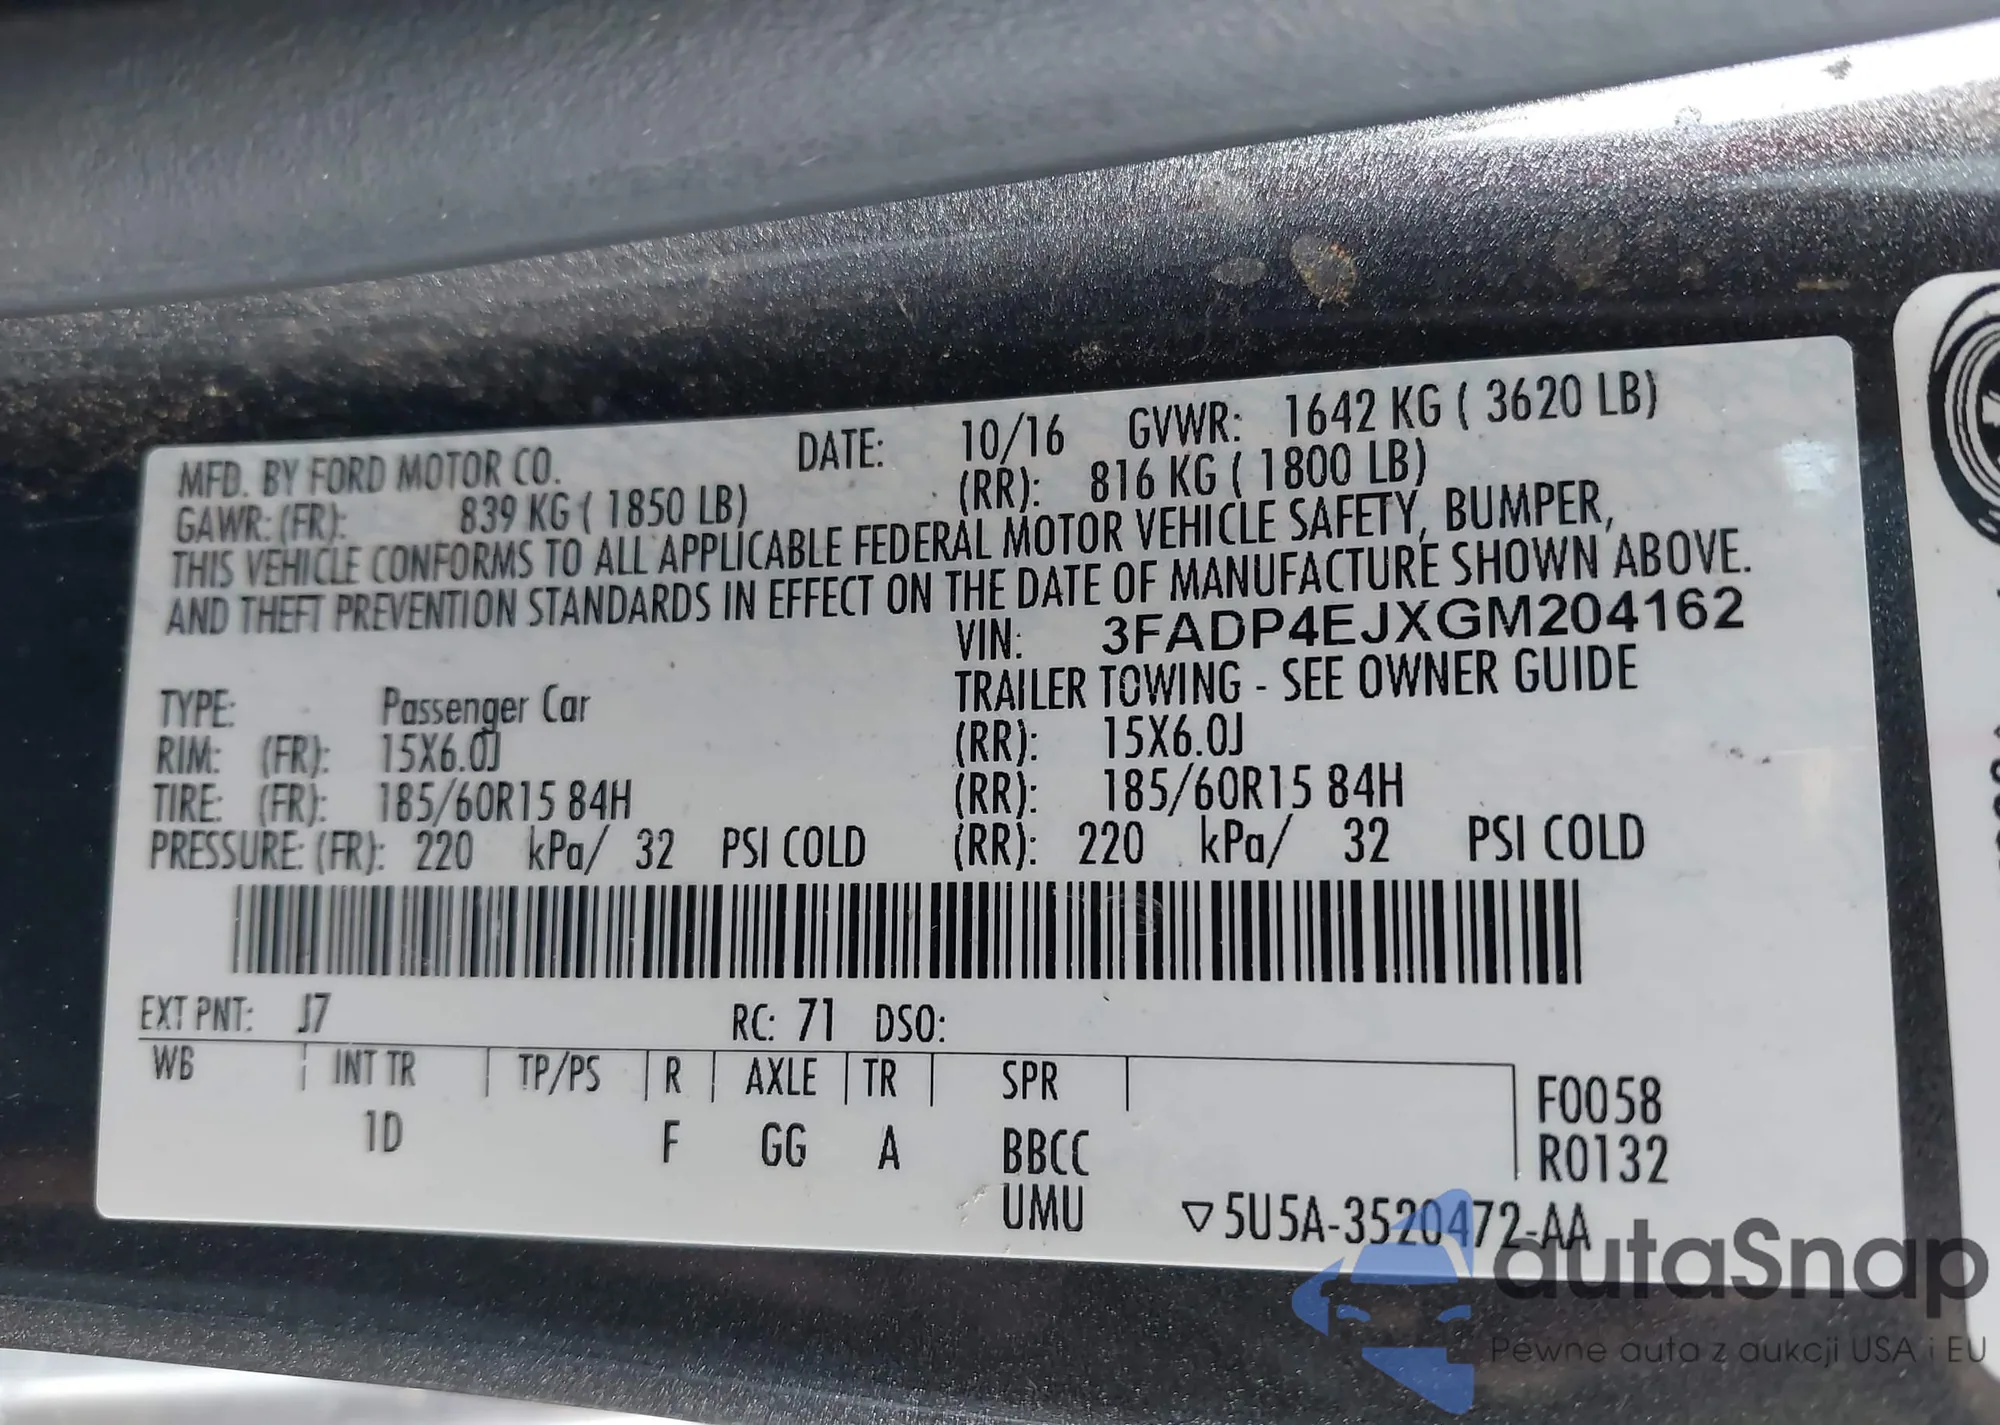 MFD. BY FORD MOTOR CO. DATE: 10/16 GVWR: 1642 KG ( 3620 LB)
GAWR: (FR): 839 KG ( 1850 LB) (RR): 816 KG ( 1800 LB)
THIS VEHICLE CONFORMS TO ALL APPLICABLE FEDERAL MOTOR VEHICLE SAFETY, BUMPER,
AND THEFT PREVENTION STANDARDS IN EFFECT ON THE DATE OF MANUFACTURE SHOWN ABOVE.
VIN: 3FADP4EJXGM204162
TYPE: Passenger Car TRAILER TOWING - SEE OWNER GUIDE
RIM: (FR): 15X6.0J (RR): 15X6.0J
TIRE: (FR): 185/60R15 84H (RR): 185/60R15 84H
PRESSURE: (FR): 220 kPa/ 32 PSI COLD (RR): 220 kPa/ 32 PSI COLD
EXT PNT: J7 RC: 71 DSO:
WB INT TR TP/PS R AXLE TR SPR F0058
1D F GG A BBCC R0132
UMU ▽5U5A-3520472-AA
autaSnap
Pewne auta z aukcji USA i EU